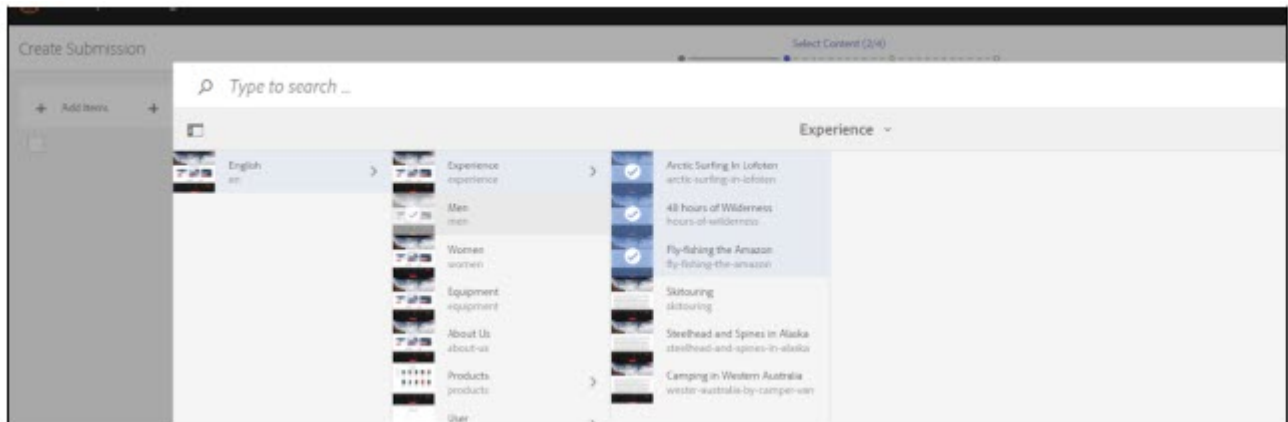 Create Submission
Select Content (2/4)
Type to search ...
+ Add Items +
Experience
English
en
Experience
experience
Men
men
Women
women
Equipment
equipment
About Us
about-us
Products
products
User
Arctic Surfing In Lofoten
arctic-surfing-in-lofoten
48 hours of Wilderness
hours-of-wilderness
Fly-fishing the Amazon
fly-fishing-the-amazon
Skitouring
skitouring
Steelhead and Spines in Alaska
steelhead-and-spines-in-alaska
Camping in Western Australia
wester-australia-by-camper-van